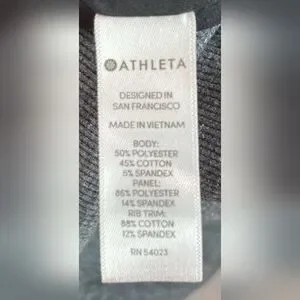 ATHLETA
DESIGNED IN
SAN FRANCISCO
MADE IN VIETNAM
BODY:
50% POLYESTER
45% COTTON
5% SPANDEX
PANEL:
86% POLYESTER
14% SPANDEX
RIB TRIM:
88% COTTON
12% SPANDEX
RN 54023